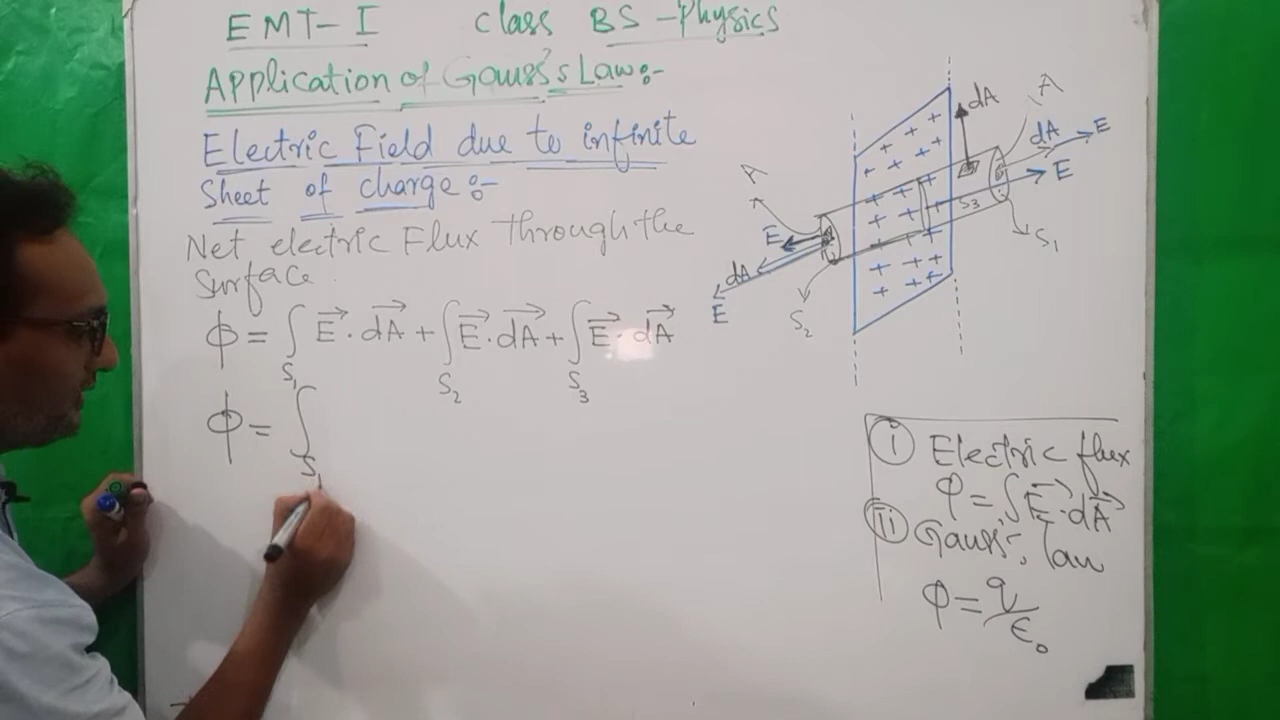 EMT-I Class BS-Physics
Application of Gauss's Law:-
Electric Field due to infinite
Sheet of charge:-
Net electric Flux through the
Surface.
ϕ = ∫S₁ E⃗ · dA⃗ + ∫S₂ E⃗ · dA⃗ + ∫S₃ E⃗ · dA⃗
ϕ = ∫S₁
dA
A
dA
E
E
S₃
S₁
A
E
dA
E
S₂
+ + + + + + + + + + + + + + + + + + + + + + + +
(i) Electric flux
φ = ∫ E⃗ · dA⃗
(ii) Gauss's law
φ = q/ε₀